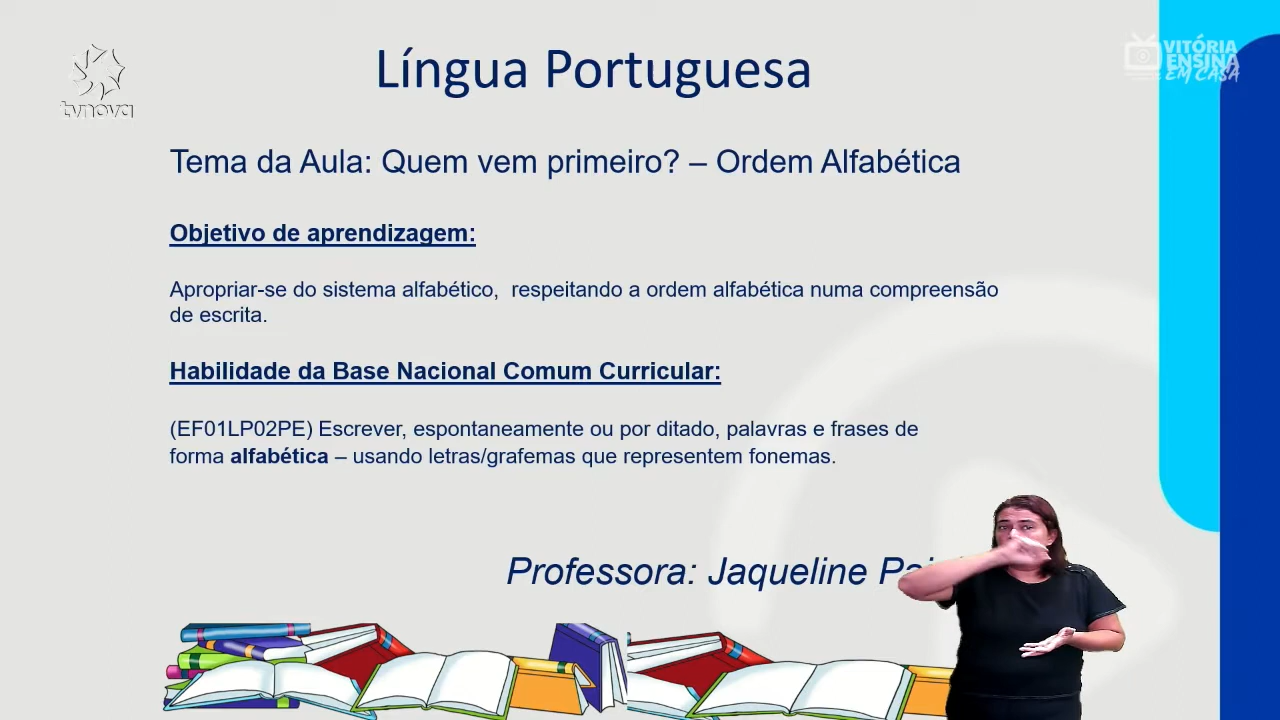 tvnova
VITÓRIA
ENSINA
EM CASA
Língua Portuguesa
Tema da Aula: Quem vem primeiro? – Ordem Alfabética
Objetivo de aprendizagem:
Apropriar-se do sistema alfabético, respeitando a ordem alfabética numa compreensão
de escrita.
Habilidade da Base Nacional Comum Curricular:
(EF01LP02PE) Escrever, espontaneamente ou por ditado, palavras e frases de
forma alfabética – usando letras/grafemas que representem fonemas.
Professora: Jaqueline